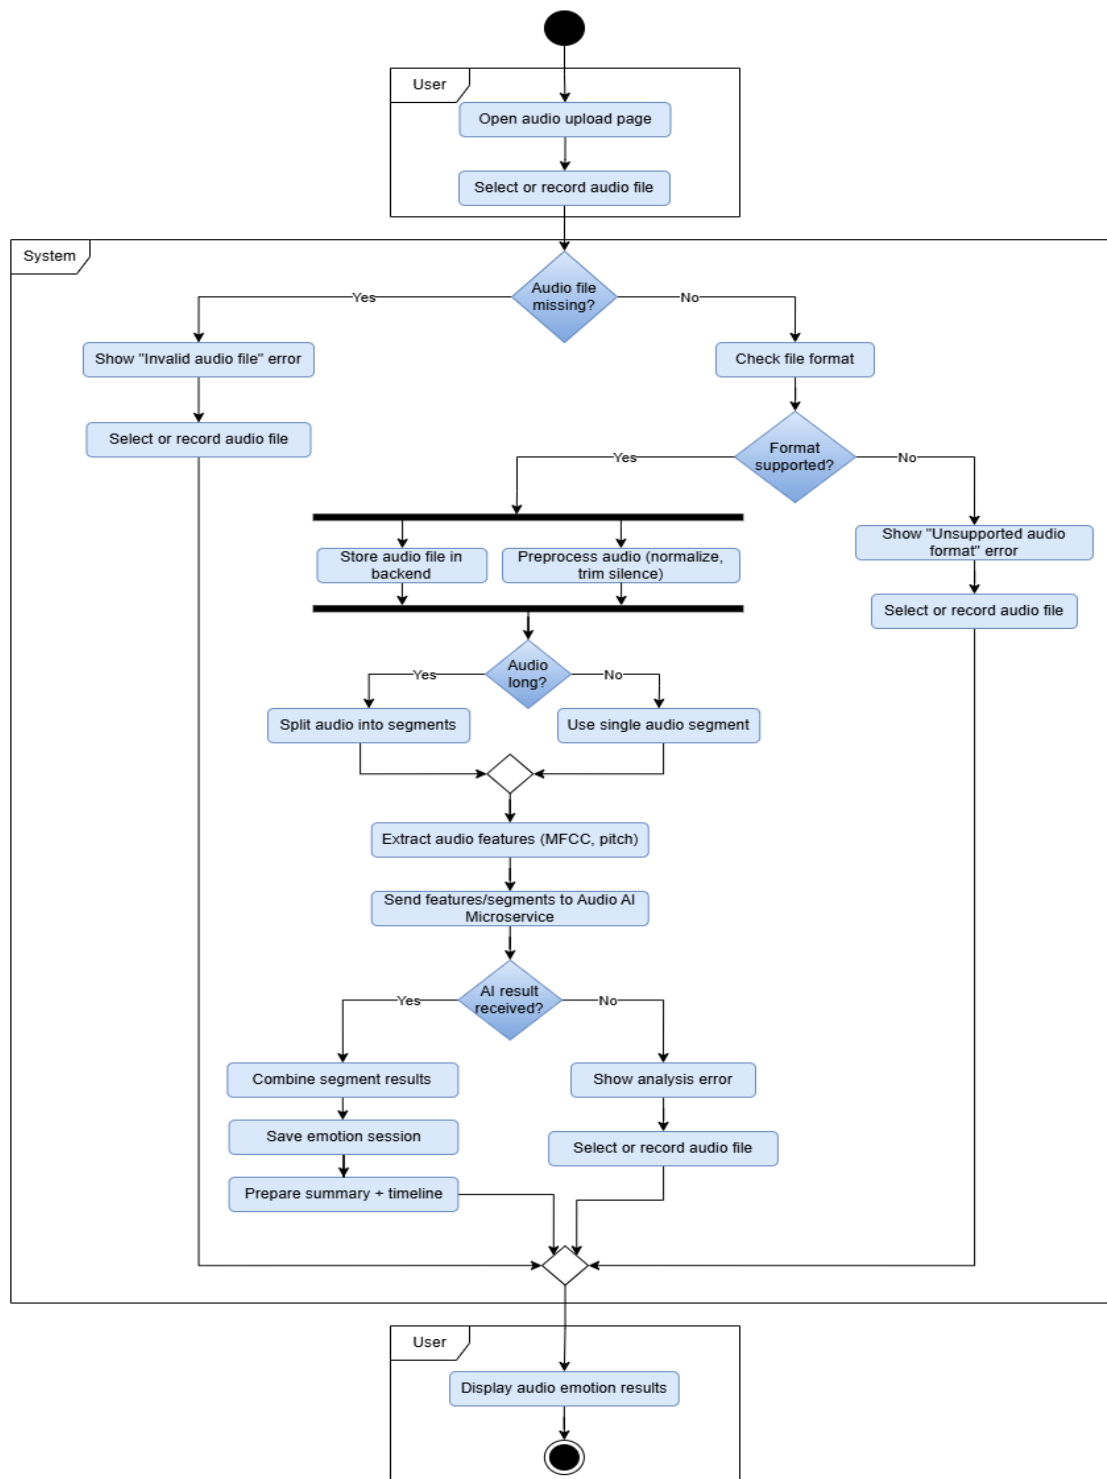 User
Open audio upload page
Select or record audio file
System
Audio file
missing?
Yes
No
Show "Invalid audio file" error
Check file format
Select or record audio file
Format
supported?
Yes
No
Show "Unsupported audio
format" error
Store audio file in
backend
Preprocess audio (normalize,
trim silence)
Select or record audio file
Audio
long?
Yes
No
Split audio into segments
Use single audio segment
Extract audio features (MFCC, pitch)
Send features/segments to Audio AI
Microservice
AI result
received?
Yes
No
Combine segment results
Show analysis error
Save emotion session
Select or record audio file
Prepare summary + timeline
User
Display audio emotion results